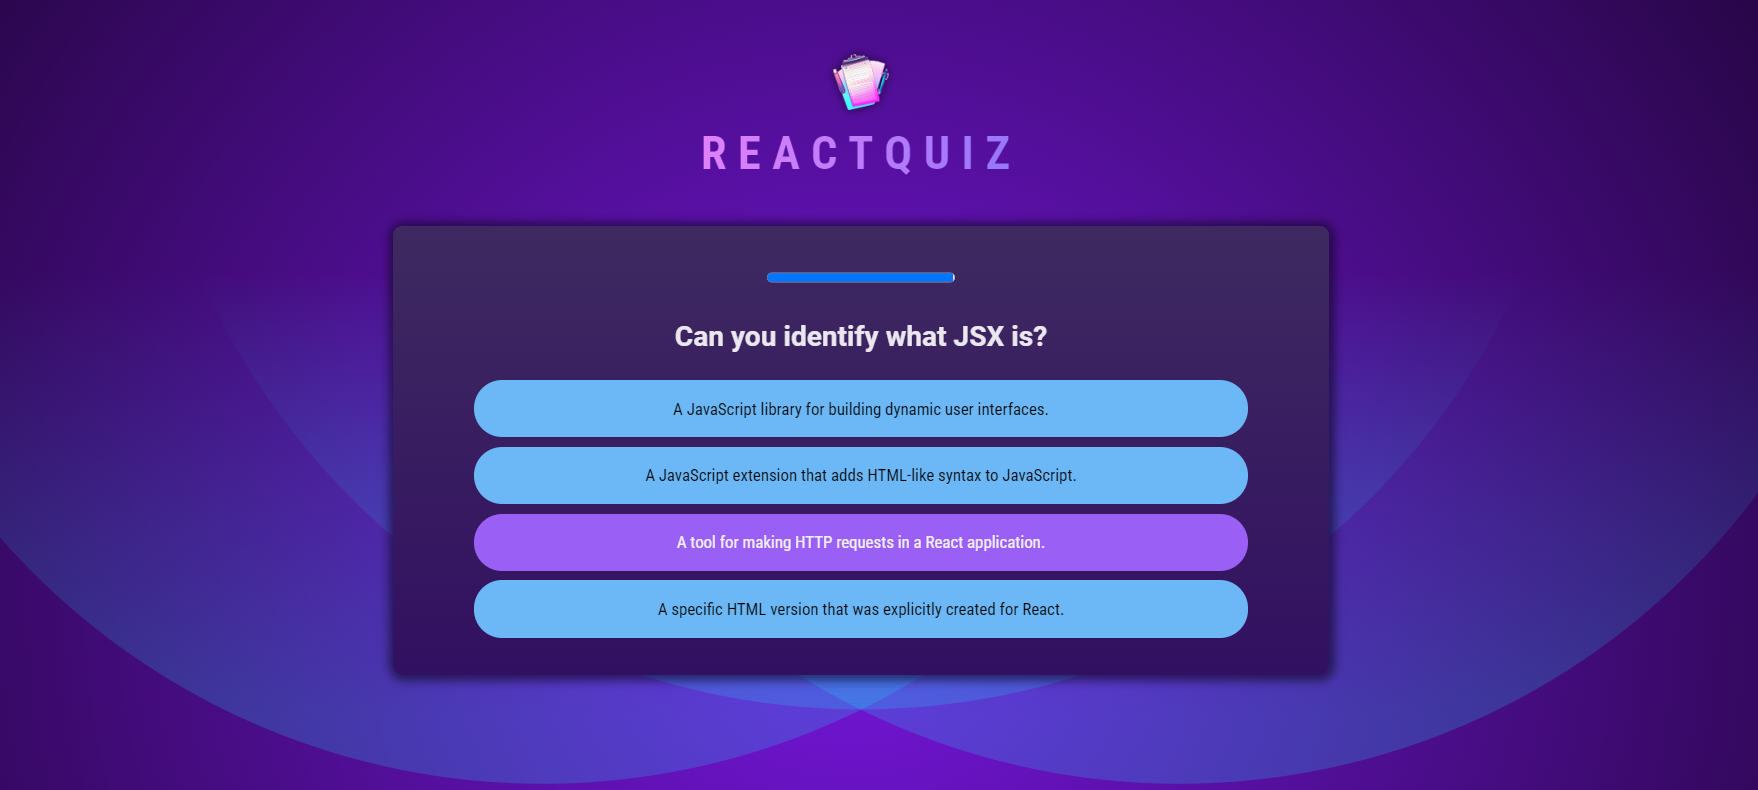 REACTQUIZ
Can you identify what JSX is?
A JavaScript library for building dynamic user interfaces.
A JavaScript extension that adds HTML-like syntax to JavaScript.
A tool for making HTTP requests in a React application.
A specific HTML version that was explicitly created for React.